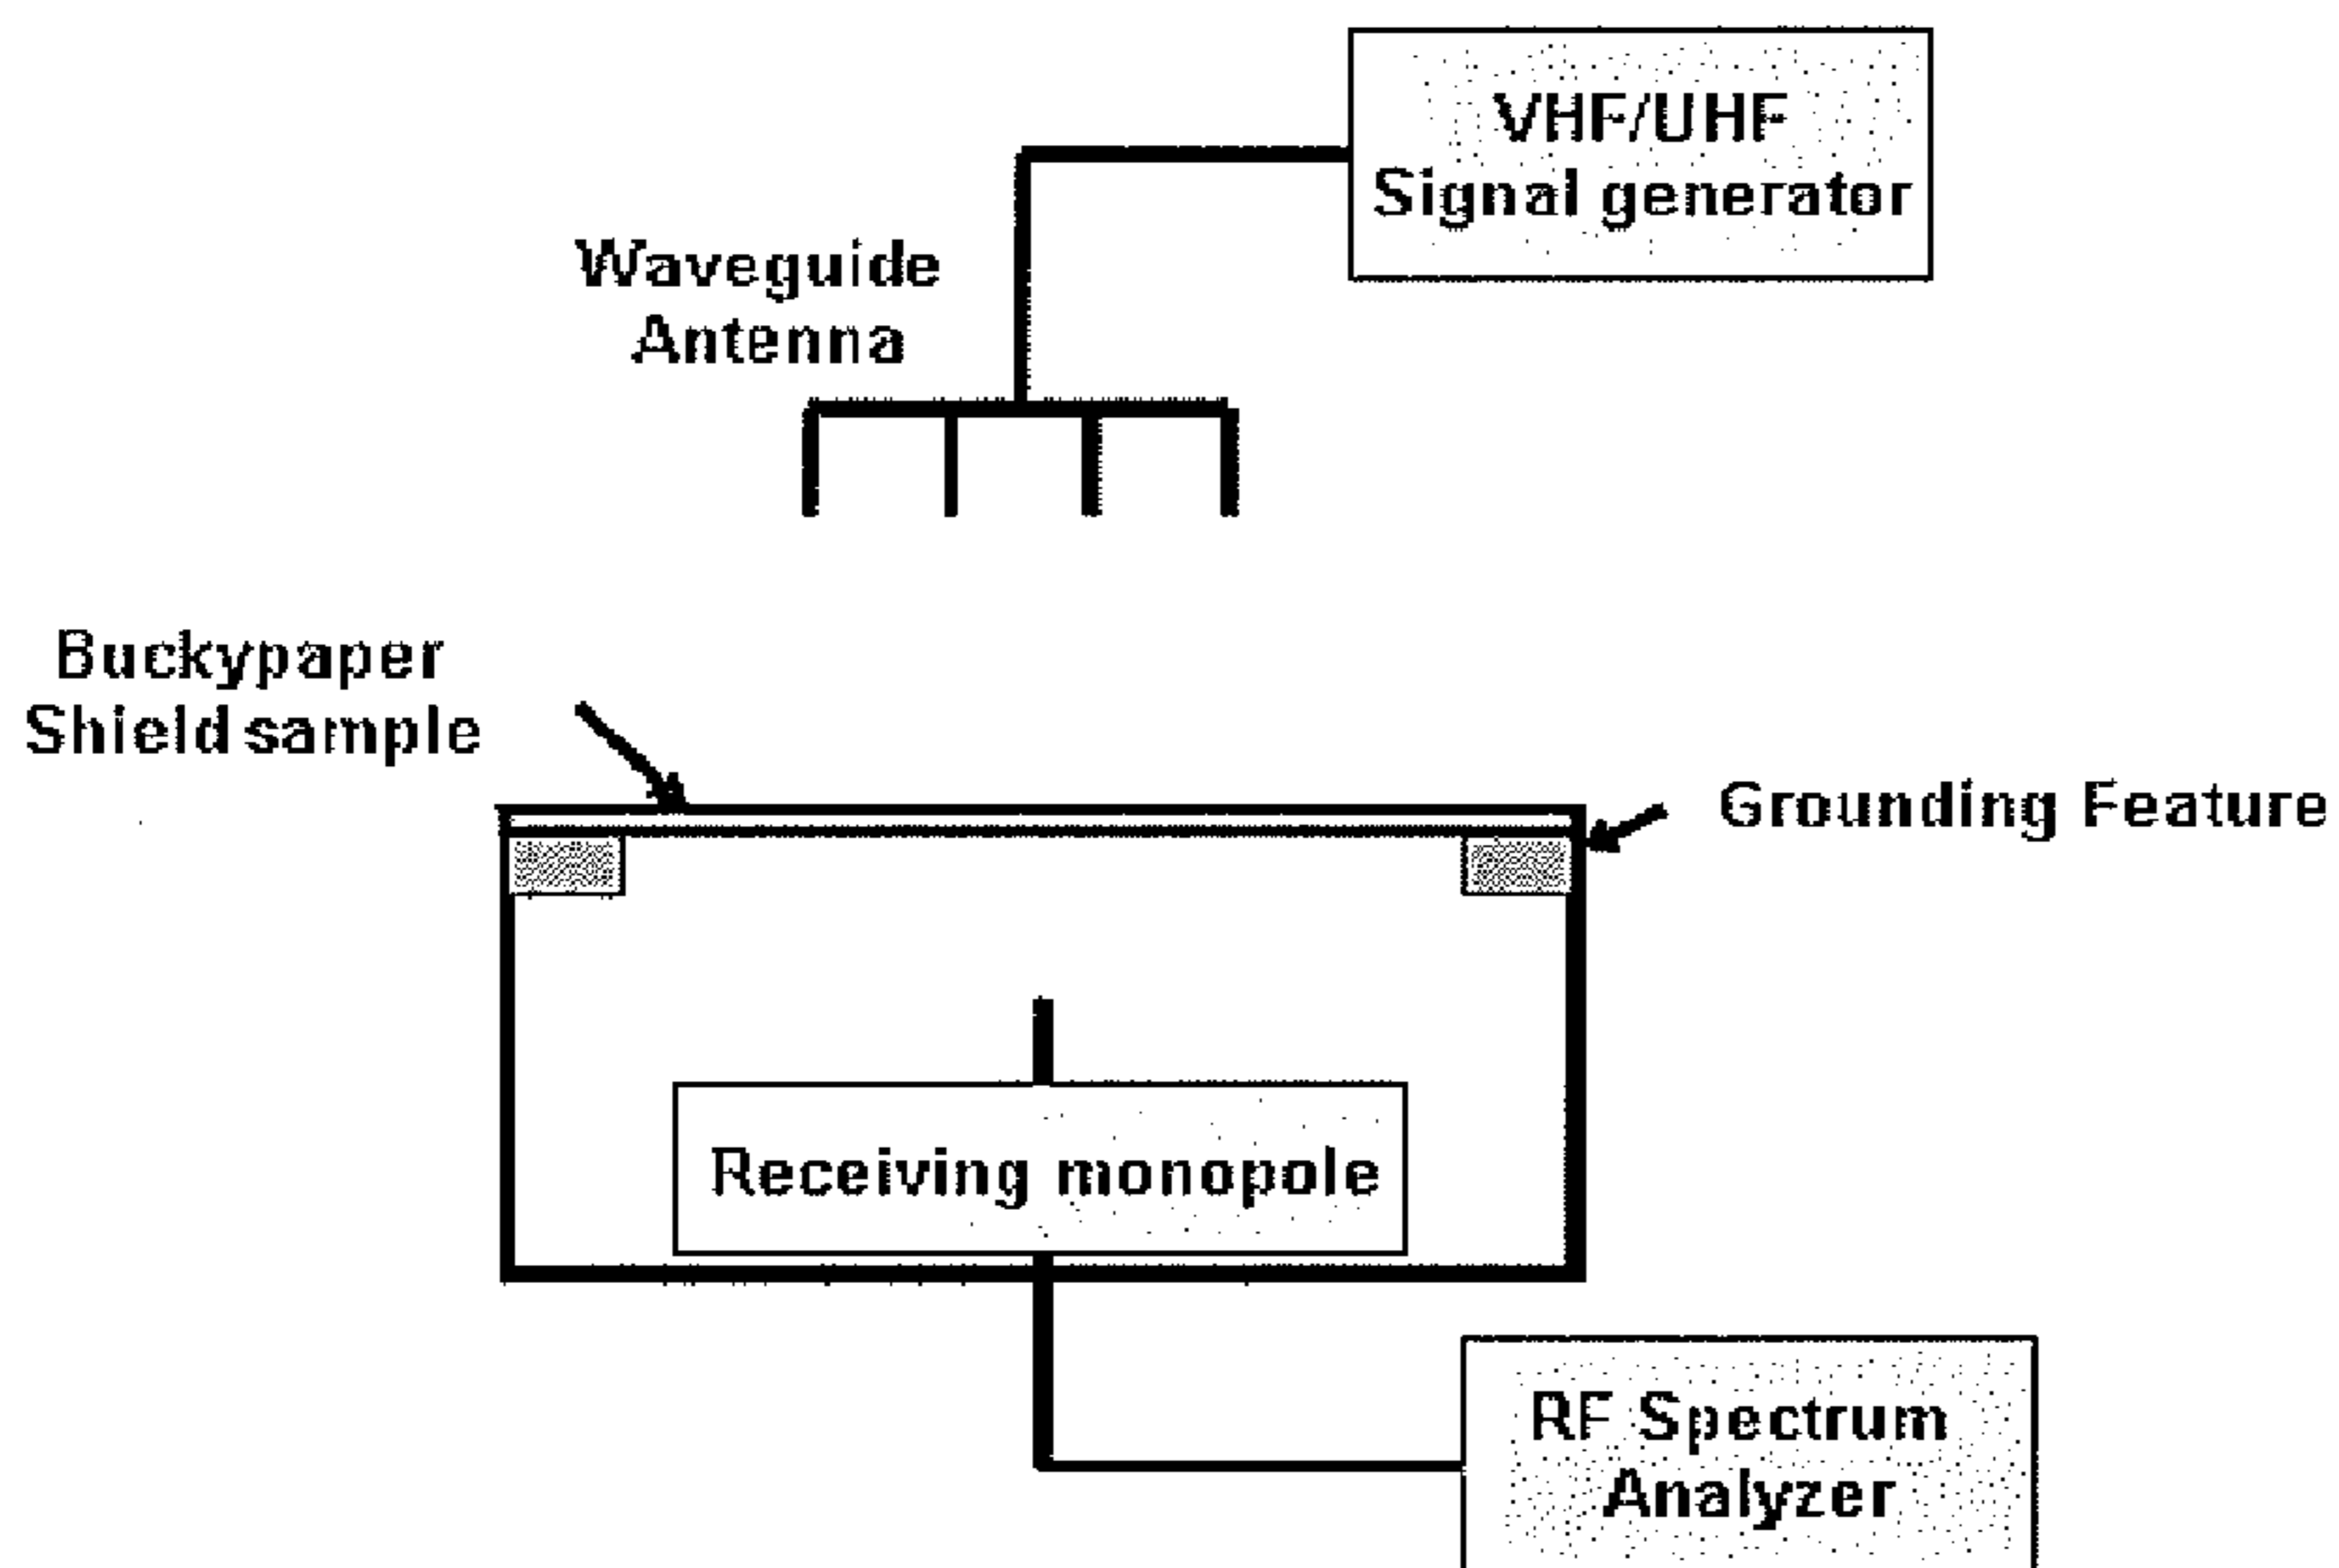 VHF/UHF
Signal generator
Waveguide
Antenna
Buckypaper
Shield sample
Grounding Feature
Receiving monopole
RF Spectrum
Analyzer